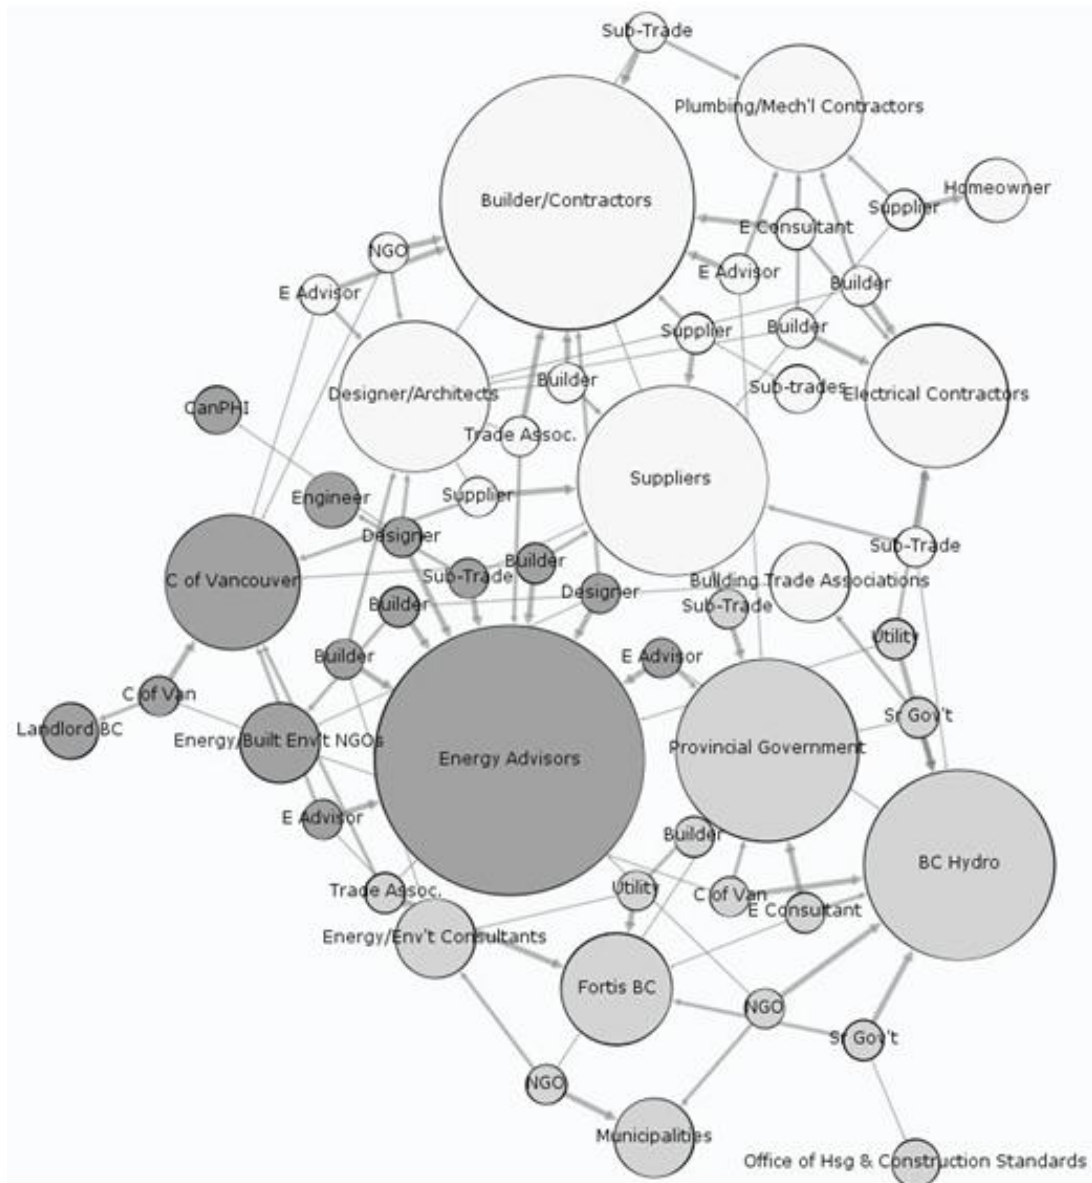 Sub-Trade
Plumbing/Mech'l Contractors
Homeowner
Builder/Contractors
Supplier
E Consultant
NGO
E Advisor
E Advisor
Builder
Supplier
Builder
Builder
Sub-trades
Designer/Architects
Electrical Contractors
CanPHI
Trade Assoc.
Suppliers
Engineer
Supplier
Designer
Sub-Trade
Builder
C of Vancouver
Sub-Trade
Building Trade Associations
Designer
Builder
Sub-Trade
Utility
Builder
E Advisor
C of Van
Sr Gov't
Landlord BC
Energy/Built Env't NGOs
Provincial Government
Energy Advisors
E Advisor
Builder
BC Hydro
Trade Assoc.
Utility
C of Van
E Consultant
Energy/Env't Consultants
Fortis BC
NGO
Sr Gov't
NGO
Municipalities
Office of Hsg & Construction Standards